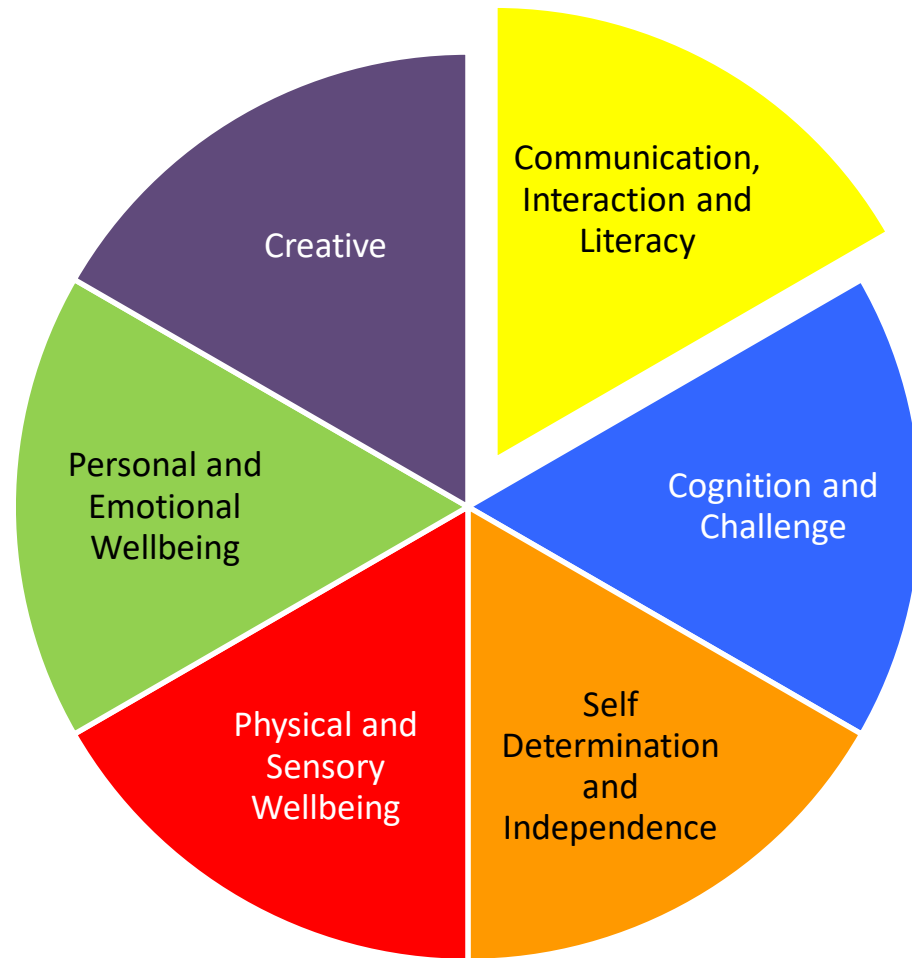 Communication,
Interaction and
Literacy
Cognition and
Challenge
Self
Determination
and
Independence
Physical and
Sensory
Wellbeing
Personal and
Emotional
Wellbeing
Creative